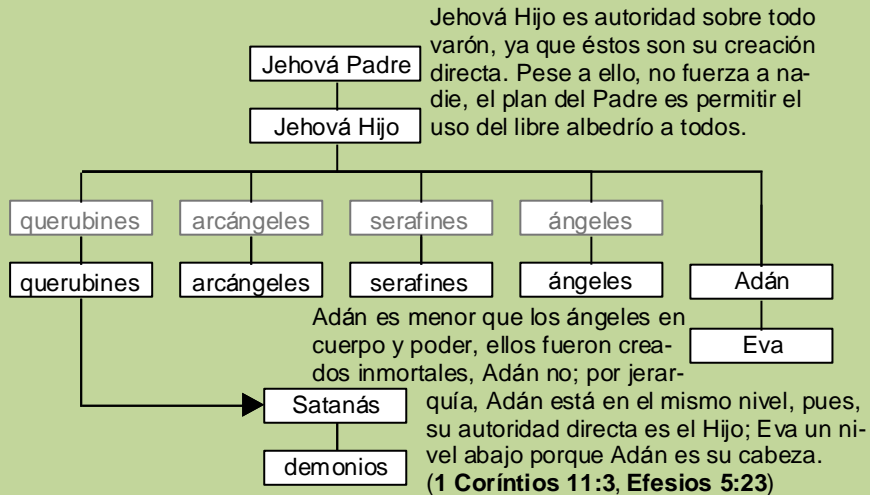 Jehová Hijo es autoridad sobre todo
varón, ya que éstos son su creación
directa. Pese a ello, no fuerza a na-
die, el plan del Padre es permitir el
uso del libre albedrío a todos.
Jehová Padre
Jehová Hijo
querubines arcángeles serafines ángeles
querubines arcángeles serafines ángeles Adán
Eva
Adán es menor que los ángeles en
cuerpo y poder, ellos fueron crea-
dos inmortales, Adán no; por jerar-
quía, Adán está en el mismo nivel, pues,
su autoridad directa es el Hijo; Eva un ni-
vel abajo porque Adán es su cabeza.
(1 Coríntios 11:3, Efesios 5:23)
Satanás
demonios